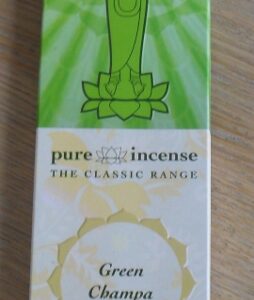 pure incense
THE CLASSIC RANGE
Green
Champa